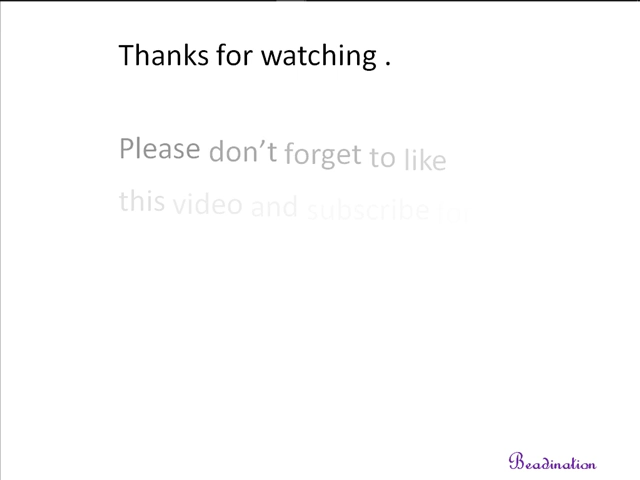 Thanks for watching .
Please don’t forget to like
this video and subscribe
Beadination